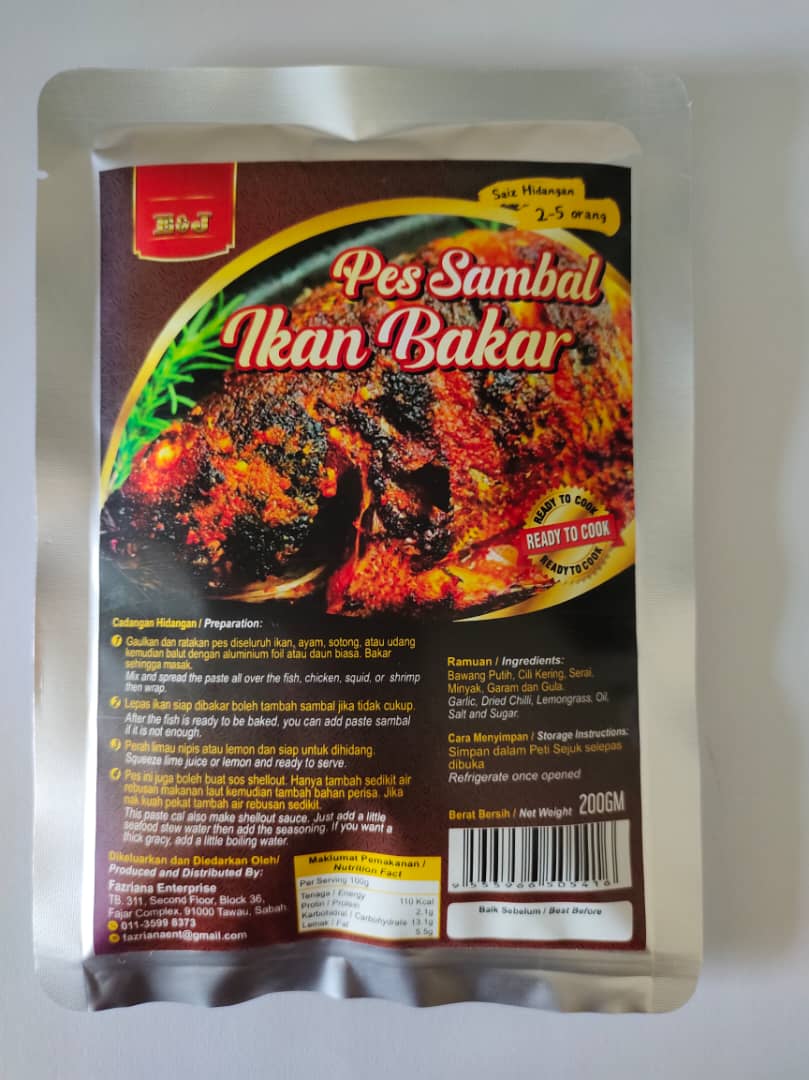 E&J
Saiz Hidangan
2-5 orang
Pes Sambal
Ikan Bakar
READY TO COOK
READY TO COOK
READY TO COOK
Cadangan Hidangan / Preparation:
1 Gaulkan dan ratakan pes diseluruh ikan, ayam, sotong, atau udang
kemudian balut dengan aluminium foil atau daun biasa. Bakar
sehingga masak.
Mix and spread the paste all over the fish, chicken, squid, or shrimp
then wrap.
2 Lepas ikan siap dibakar boleh tambah sambal jika tidak cukup.
After the fish is ready to be baked, you can add paste sambal
if it is not enough.
3 Perah limau nipis atau lemon dan siap untuk dihidang.
Squeeze lime juice or lemon and ready to serve.
4 Pes ini juga boleh buat sos shellout. Hanya tambah sedikit air
rebusan makanan laut kemudian tambah bahan perisa. Jika
nak kuah pekat tambah air rebusan sedikit.
This paste cal also make shellout sauce. Just add a little
seafood stew water then add the seasoning. If you want a
thick gracy, add a little boiling water.
Ramuan / Ingredients:
Bawang Putih, Cili Kering, Serai,
Minyak, Garam dan Gula.
Garlic, Dried Chilli, Lemongrass, Oil,
Salt and Sugar.
Cara Menyimpan / Storage Instructions:
Simpan dalam Peti Sejuk selepas
dibuka
Refrigerate once opened
Berat Bersih / Net Weight 200GM
9 555966 505416
Baik Sebelum / Best Before
Dikeluarkan dan Diedarkan Oleh/
Produced and Distributed By:
Fazriana Enterprise
TB. 311, Second Floor, Block 36,
Fajar Complex, 91000 Tawau, Sabah.
011-3599 8373
fazrianaent@gmail.com
Maklumat Pemakanan /
Nutrition Fact
Per Serving 100g
Tenaga / Energy 110 Kcal
Protin / Protein 2.1g
Karbohidral / Carbohydrate 13.1g
Lemak / Fat 5.5g